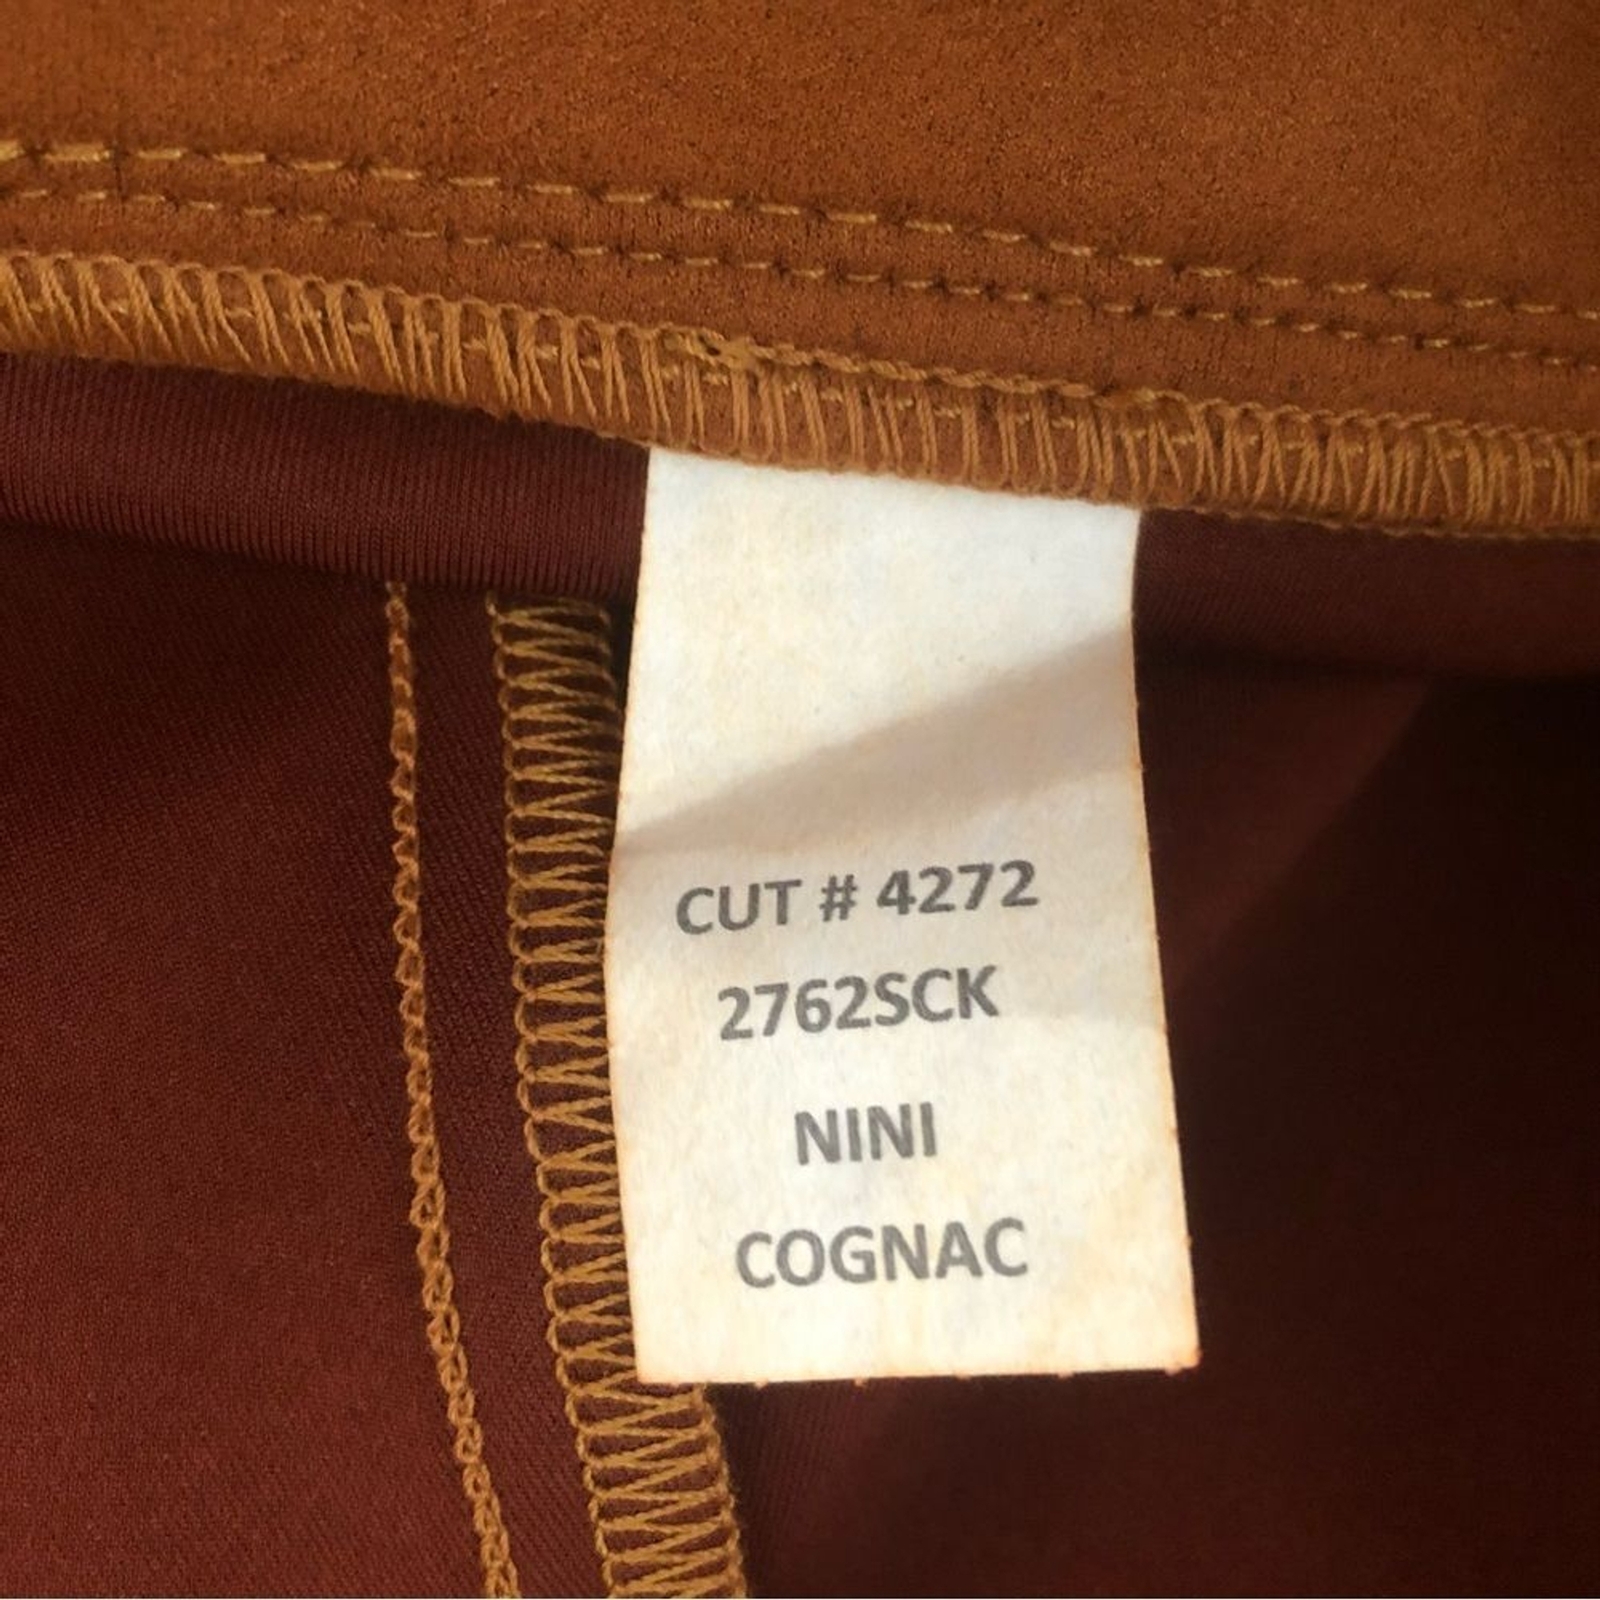 CUT # 4272
2762SCK
NINI
COGNAC